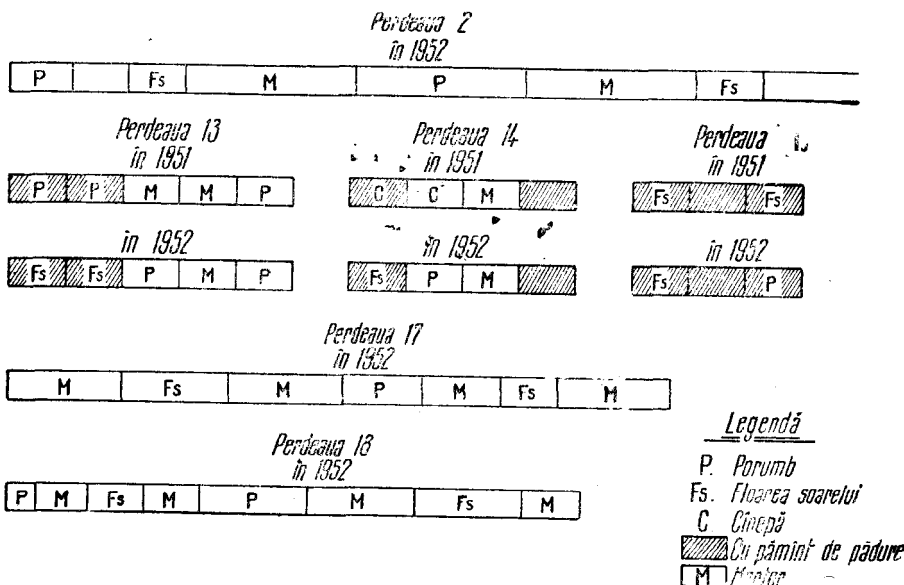 Perdeaua 2
în 1952
P Fs M P M Fs
Perdeaua 13
în 1951
P P M M P
Perdeaua 14
în 1951
C C M
Perdeaua
în 1951
Fs Fs
în 1952
Fs Fs P M P
în 1952
Fs P M
în 1952
Fs P
Perdeaua 17
în 1952
M Fs M P M Fs M
Perdeaua 18
în 1952
P M Fs M P M Fs M
Legendă
P. Porumb
Fs. Floarea soarelui
C Cînepă
Cu pămînt de pădure
M Martor